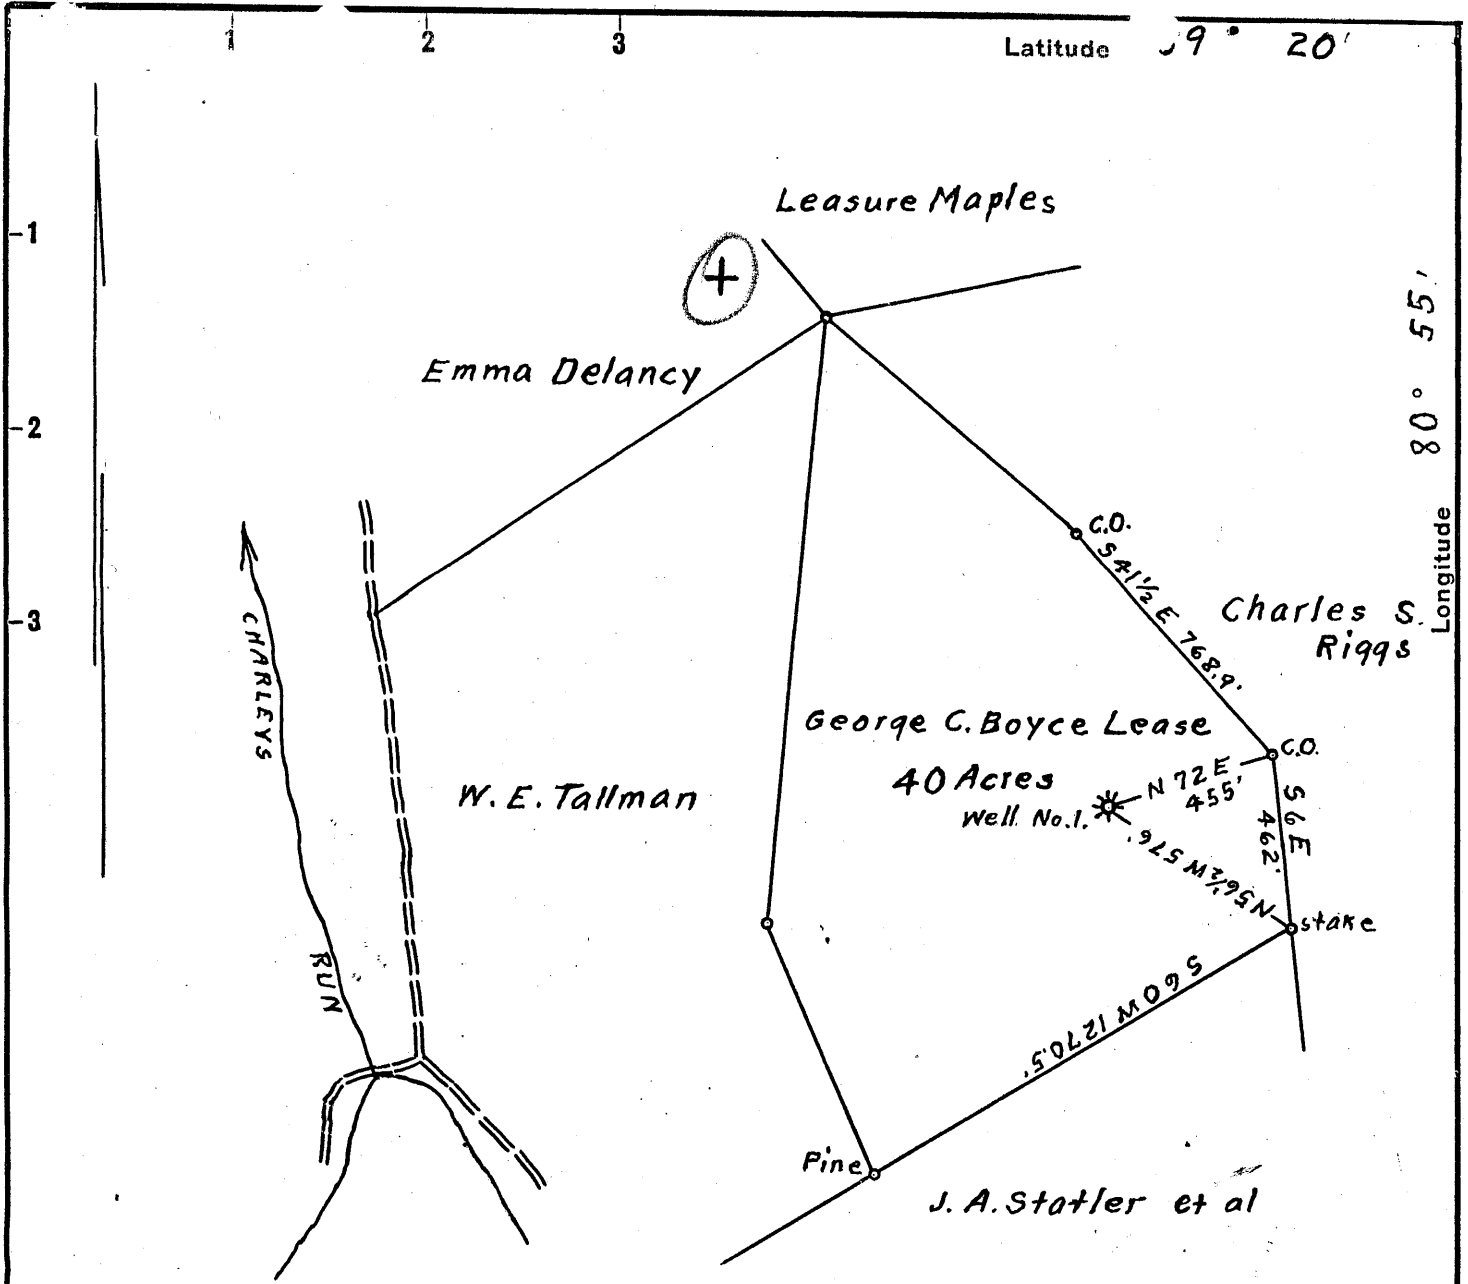 1 2 3 Latitude 9° 20'
Leasure Maples
-1
+
80° 55'
Longitude
Emma Delancy
-2
C.O.
S 41½ E 768.9'
-3
Charles S.
Riggs
CHARLEYS
RUN
George C. Boyce Lease
40 Acres
Well No. 1.
C.O.
N 72 E
455'
S 6 E
462'
W. E. Tallman
N 56½ W 576'
stake
S 60 W 1270.5'
Pine
J. A. Statler et al